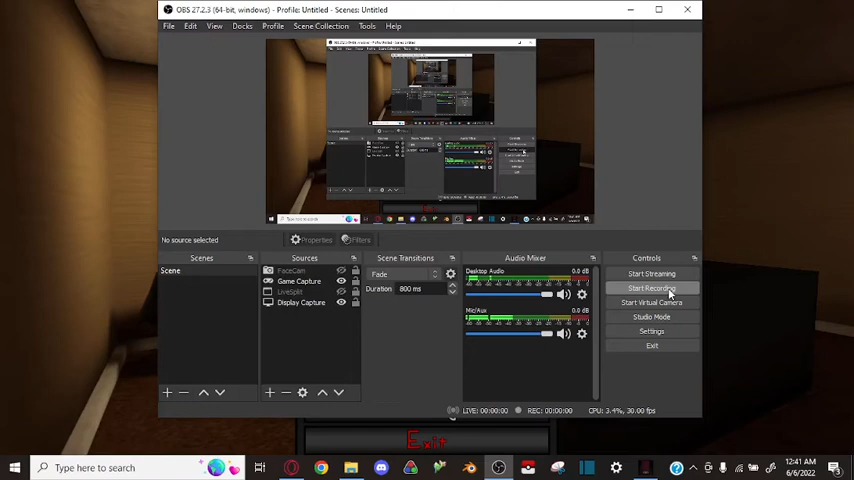 OBS 27.2.3 (64-bit, windows) - Profile: Untitled - Scenes: Untitled
File Edit View Docks Profile Scene Collection Tools Help
No source selected
Properties Filters
Scenes
Scene
Sources
FaceCam
Game Capture
LiveSplit
Display Capture
Scene Transitions
Fade
Duration 800 ms
Audio Mixer
Desktop Audio 0.0 dB
Mic/Aux 0.0 dB
Controls
Start Streaming
Start Recording
Start Virtual Camera
Studio Mode
Settings
Exit
LIVE: 00:00:00 REC: 00:00:00 CPU: 3.4%, 30.00 fps
Exit
Type here to search
12:41 AM
6/6/2022
3